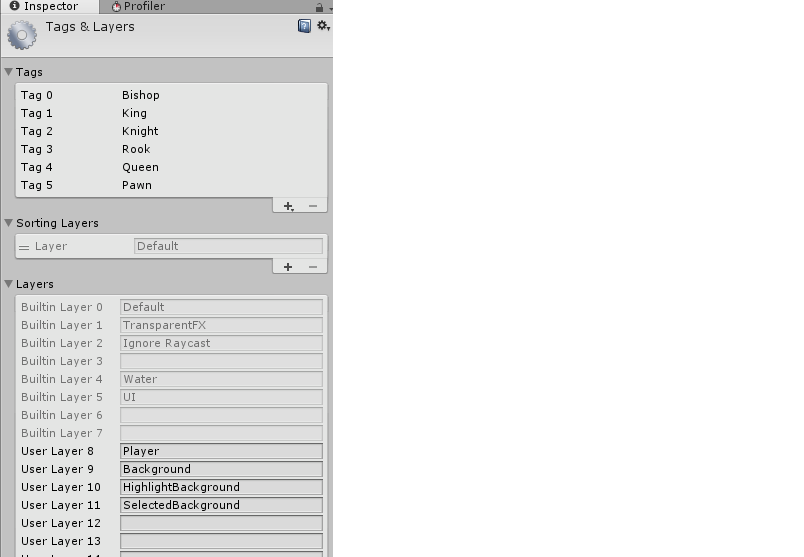 Inspector Profiler
Tags & Layers
Tags
Tag 0 Bishop
Tag 1 King
Tag 2 Knight
Tag 3 Rook
Tag 4 Queen
Tag 5 Pawn
Sorting Layers
Layer Default
Layers
Builtin Layer 0 Default
Builtin Layer 1 TransparentFX
Builtin Layer 2 Ignore Raycast
Builtin Layer 3
Builtin Layer 4 Water
Builtin Layer 5 UI
Builtin Layer 6
Builtin Layer 7
User Layer 8 Player
User Layer 9 Background
User Layer 10 HighlightBackground
User Layer 11 SelectedBackground
User Layer 12
User Layer 13